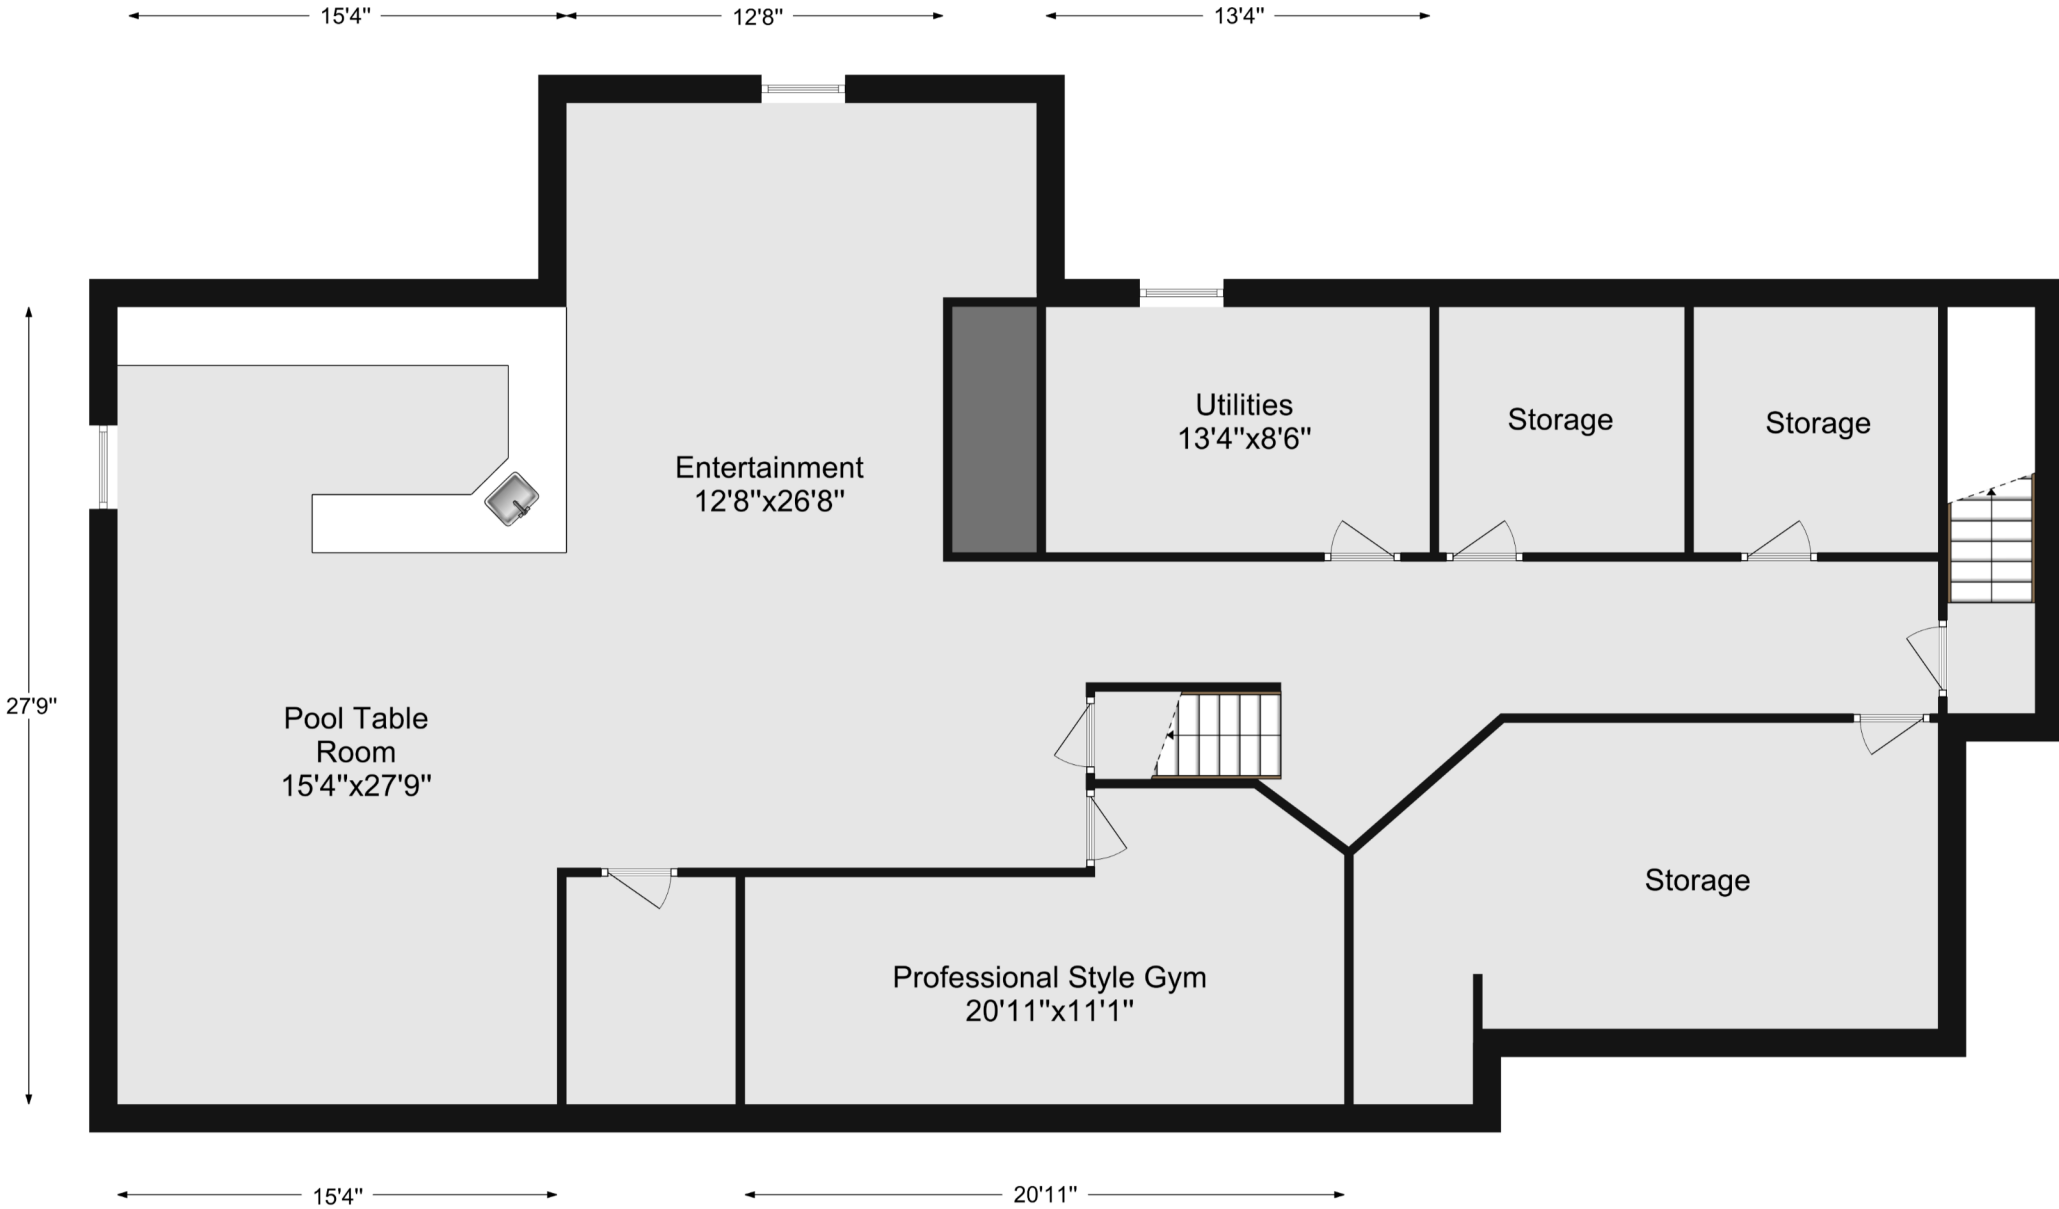 15'4"
12'8"
13'4"
Utilities
13'4"x8'6"
Storage
Storage
Entertainment
12'8"x26'8"
27'9"
Pool Table
Room
15'4"x27'9"
Storage
Professional Style Gym
20'11"x11'1"
15'4"
20'11"